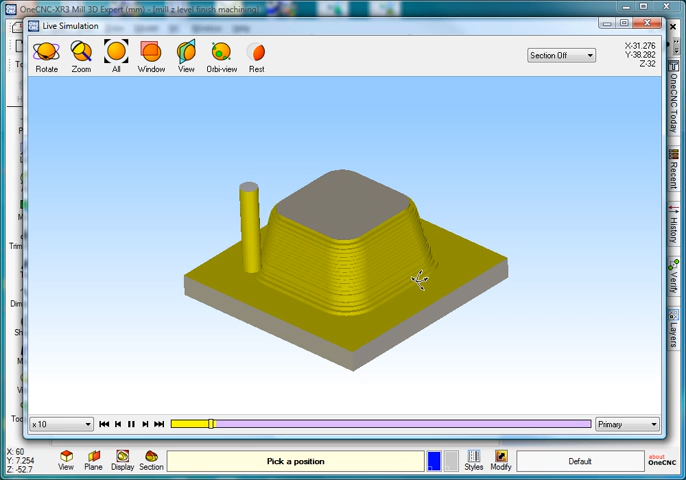 OneCNC-XR3 Mill 3D Expert (mm) - [mill z level finish machining]
Live Simulation
Rotate Zoom All Window View Orbi-view Rest
Section Off
X-31.276
Y-38.282
Z-32
OneCNC Today
Recent
History
Verify
Layers
x 10
Primary
X: 60
Y: 7.254
Z: -52.7
View Plane Display Section
Pick a position
Styles Modify
Default
about
OneCNC